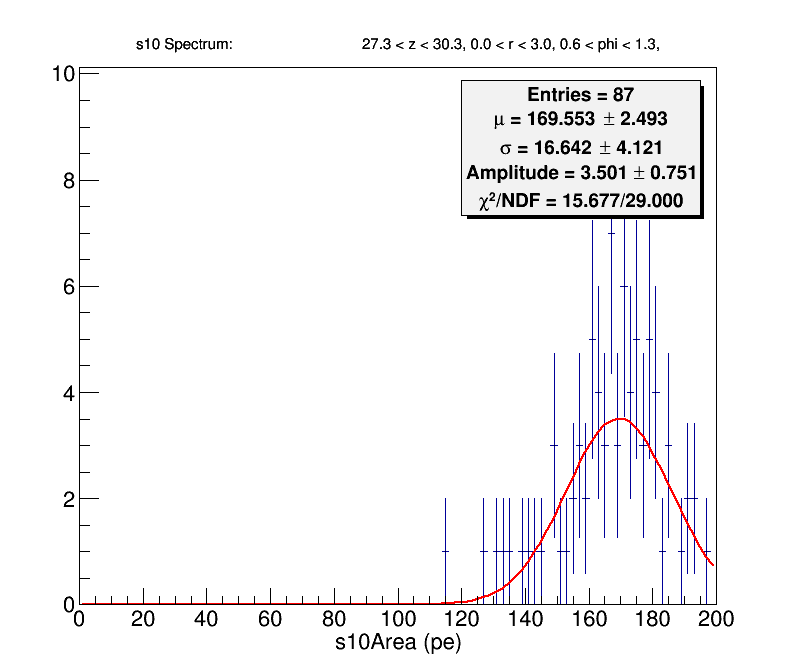 s10 Spectrum: 27.3 < z < 30.3, 0.0 < r < 3.0, 0.6 < phi < 1.3,
Entries = 87
μ = 169.553 ± 2.493
σ = 16.642 ± 4.121
Amplitude = 3.501 ± 0.751
χ²/NDF = 15.677/29.000
10
8
6
4
2
0
0 20 40 60 80 100 120 140 160 180 200
s10Area (pe)